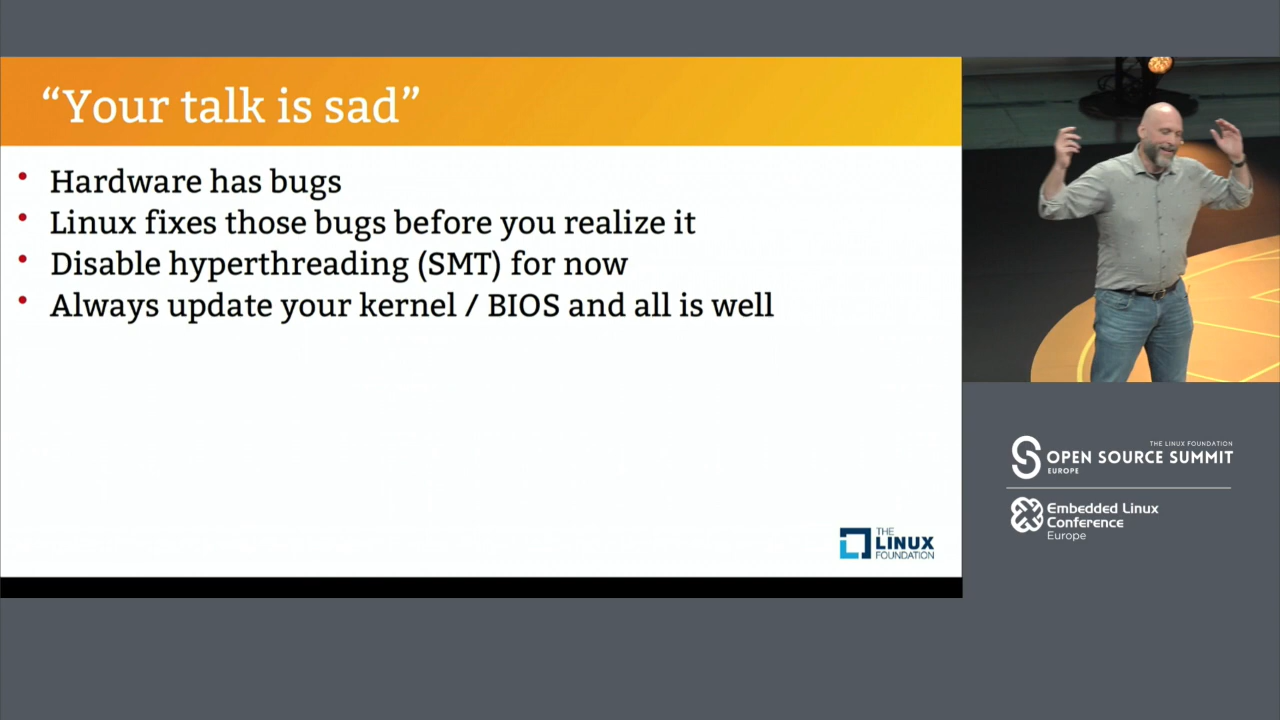 “Your talk is sad”
• Hardware has bugs
• Linux fixes those bugs before you realize it
• Disable hyperthreading (SMT) for now
• Always update your kernel / BIOS and all is well
THE
LINUX
FOUNDATION
THE LINUX FOUNDATION
OPEN SOURCE SUMMIT
EUROPE
Embedded Linux
Conference
Europe